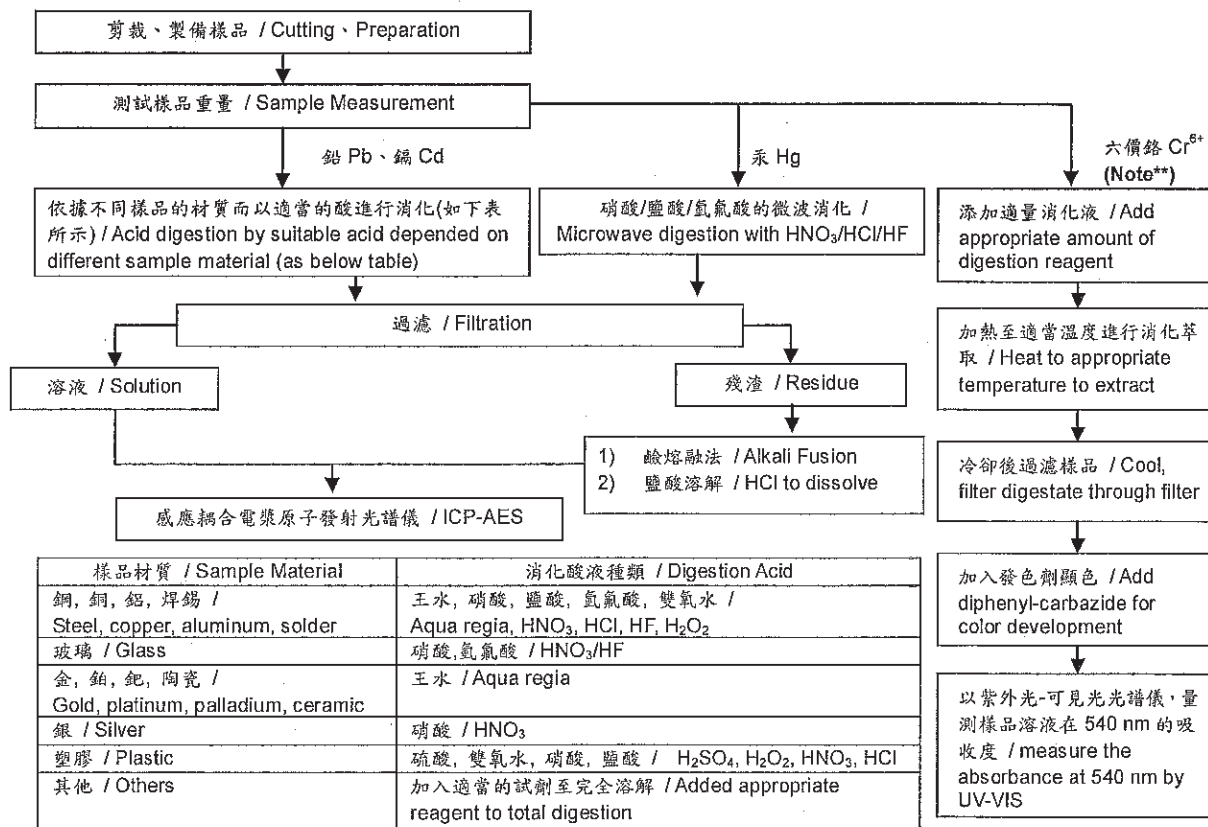 剪裁、製備樣品 / Cutting、Preparation
測試樣品重量 / Sample Measurement
鉛 Pb、鎘 Cd
汞 Hg
六價鉻 Cr⁶⁺
(Note**)
依據不同樣品的材質而以適當的酸進行消化(如下表
所示) / Acid digestion by suitable acid depended on
different sample material (as below table)
硝酸/鹽酸/氫氟酸的微波消化 /
Microwave digestion with HNO₃/HCl/HF
添加適量消化液 / Add
appropriate amount of
digestion reagent
過濾 / Filtration
加熱至適當溫度進行消化萃
取 / Heat to appropriate
temperature to extract
溶液 / Solution
殘渣 / Residue
1) 鹼熔融法 / Alkali Fusion
2) 鹽酸溶解 / HCl to dissolve
冷卻後過濾樣品 / Cool,
filter digestate through filter
感應耦合電漿原子發射光譜儀 / ICP-AES
加入發色劑顯色 / Add
diphenyl-carbazide for
color development
以紫外光-可見光光譜儀,量
測樣品溶液在 540 nm 的吸
收度 / measure the
absorbance at 540 nm by
UV-VIS
樣品材質 / Sample Material
消化酸液種類 / Digestion Acid
鋼, 銅, 鋁, 焊錫 /
Steel, copper, aluminum, solder
王水, 硝酸, 鹽酸, 氫氟酸, 雙氧水 /
Aqua regia, HNO₃, HCl, HF, H₂O₂
玻璃 / Glass
硝酸,氫氟酸 / HNO₃/HF
金, 鉑, 鈀, 陶瓷 /
Gold, platinum, palladium, ceramic
王水 / Aqua regia
銀 / Silver
硝酸 / HNO₃
塑膠 / Plastic
硫酸, 雙氧水, 硝酸, 鹽酸 / H₂SO₄, H₂O₂, HNO₃, HCl
其他 / Others
加入適當的試劑至完全溶解 / Added appropriate
reagent to total digestion